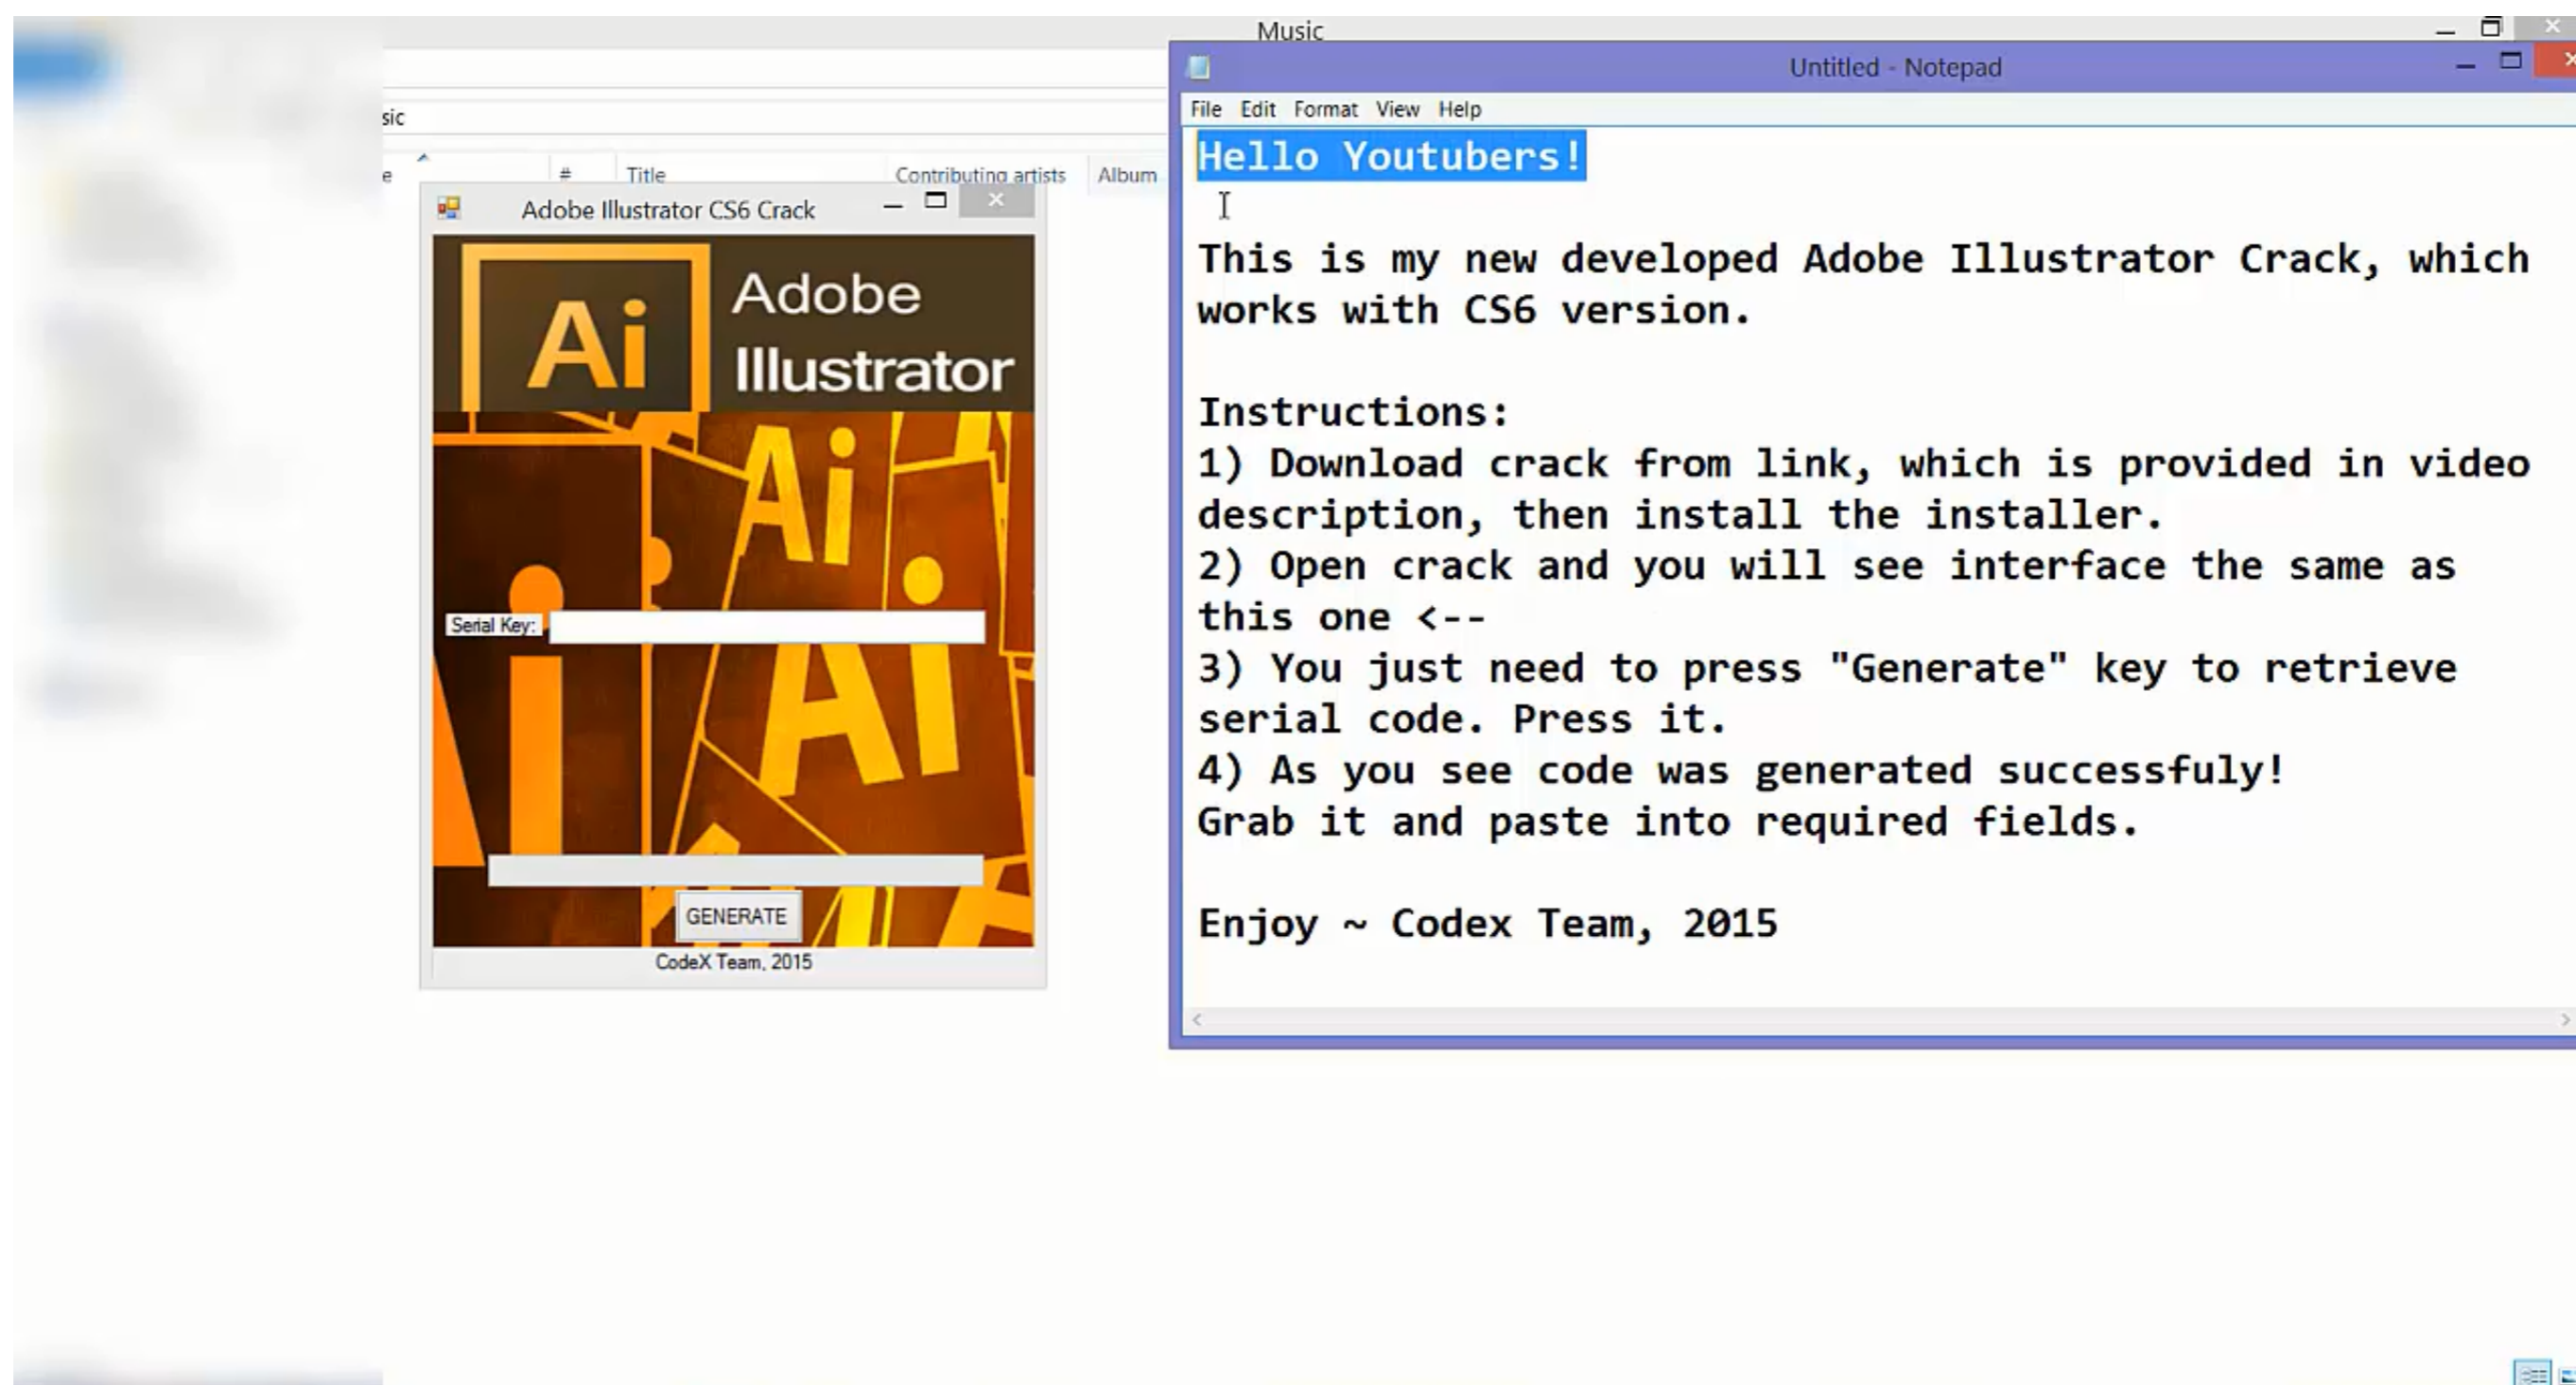 Music
sic
e # Title Contributing artists Album
Adobe Illustrator CS6 Crack
Ai Adobe
Illustrator
Ai
Ai
Serial Key:
GENERATE
CodeX Team, 2015
Untitled - Notepad
File Edit Format View Help
Hello Youtubers!
This is my new developed Adobe Illustrator Crack, which
works with CS6 version.
Instructions:
1) Download crack from link, which is provided in video
description, then install the installer.
2) Open crack and you will see interface the same as
this one <--
3) You just need to press "Generate" key to retrieve
serial code. Press it.
4) As you see code was generated successfuly!
Grab it and paste into required fields.
Enjoy ~ Codex Team, 2015